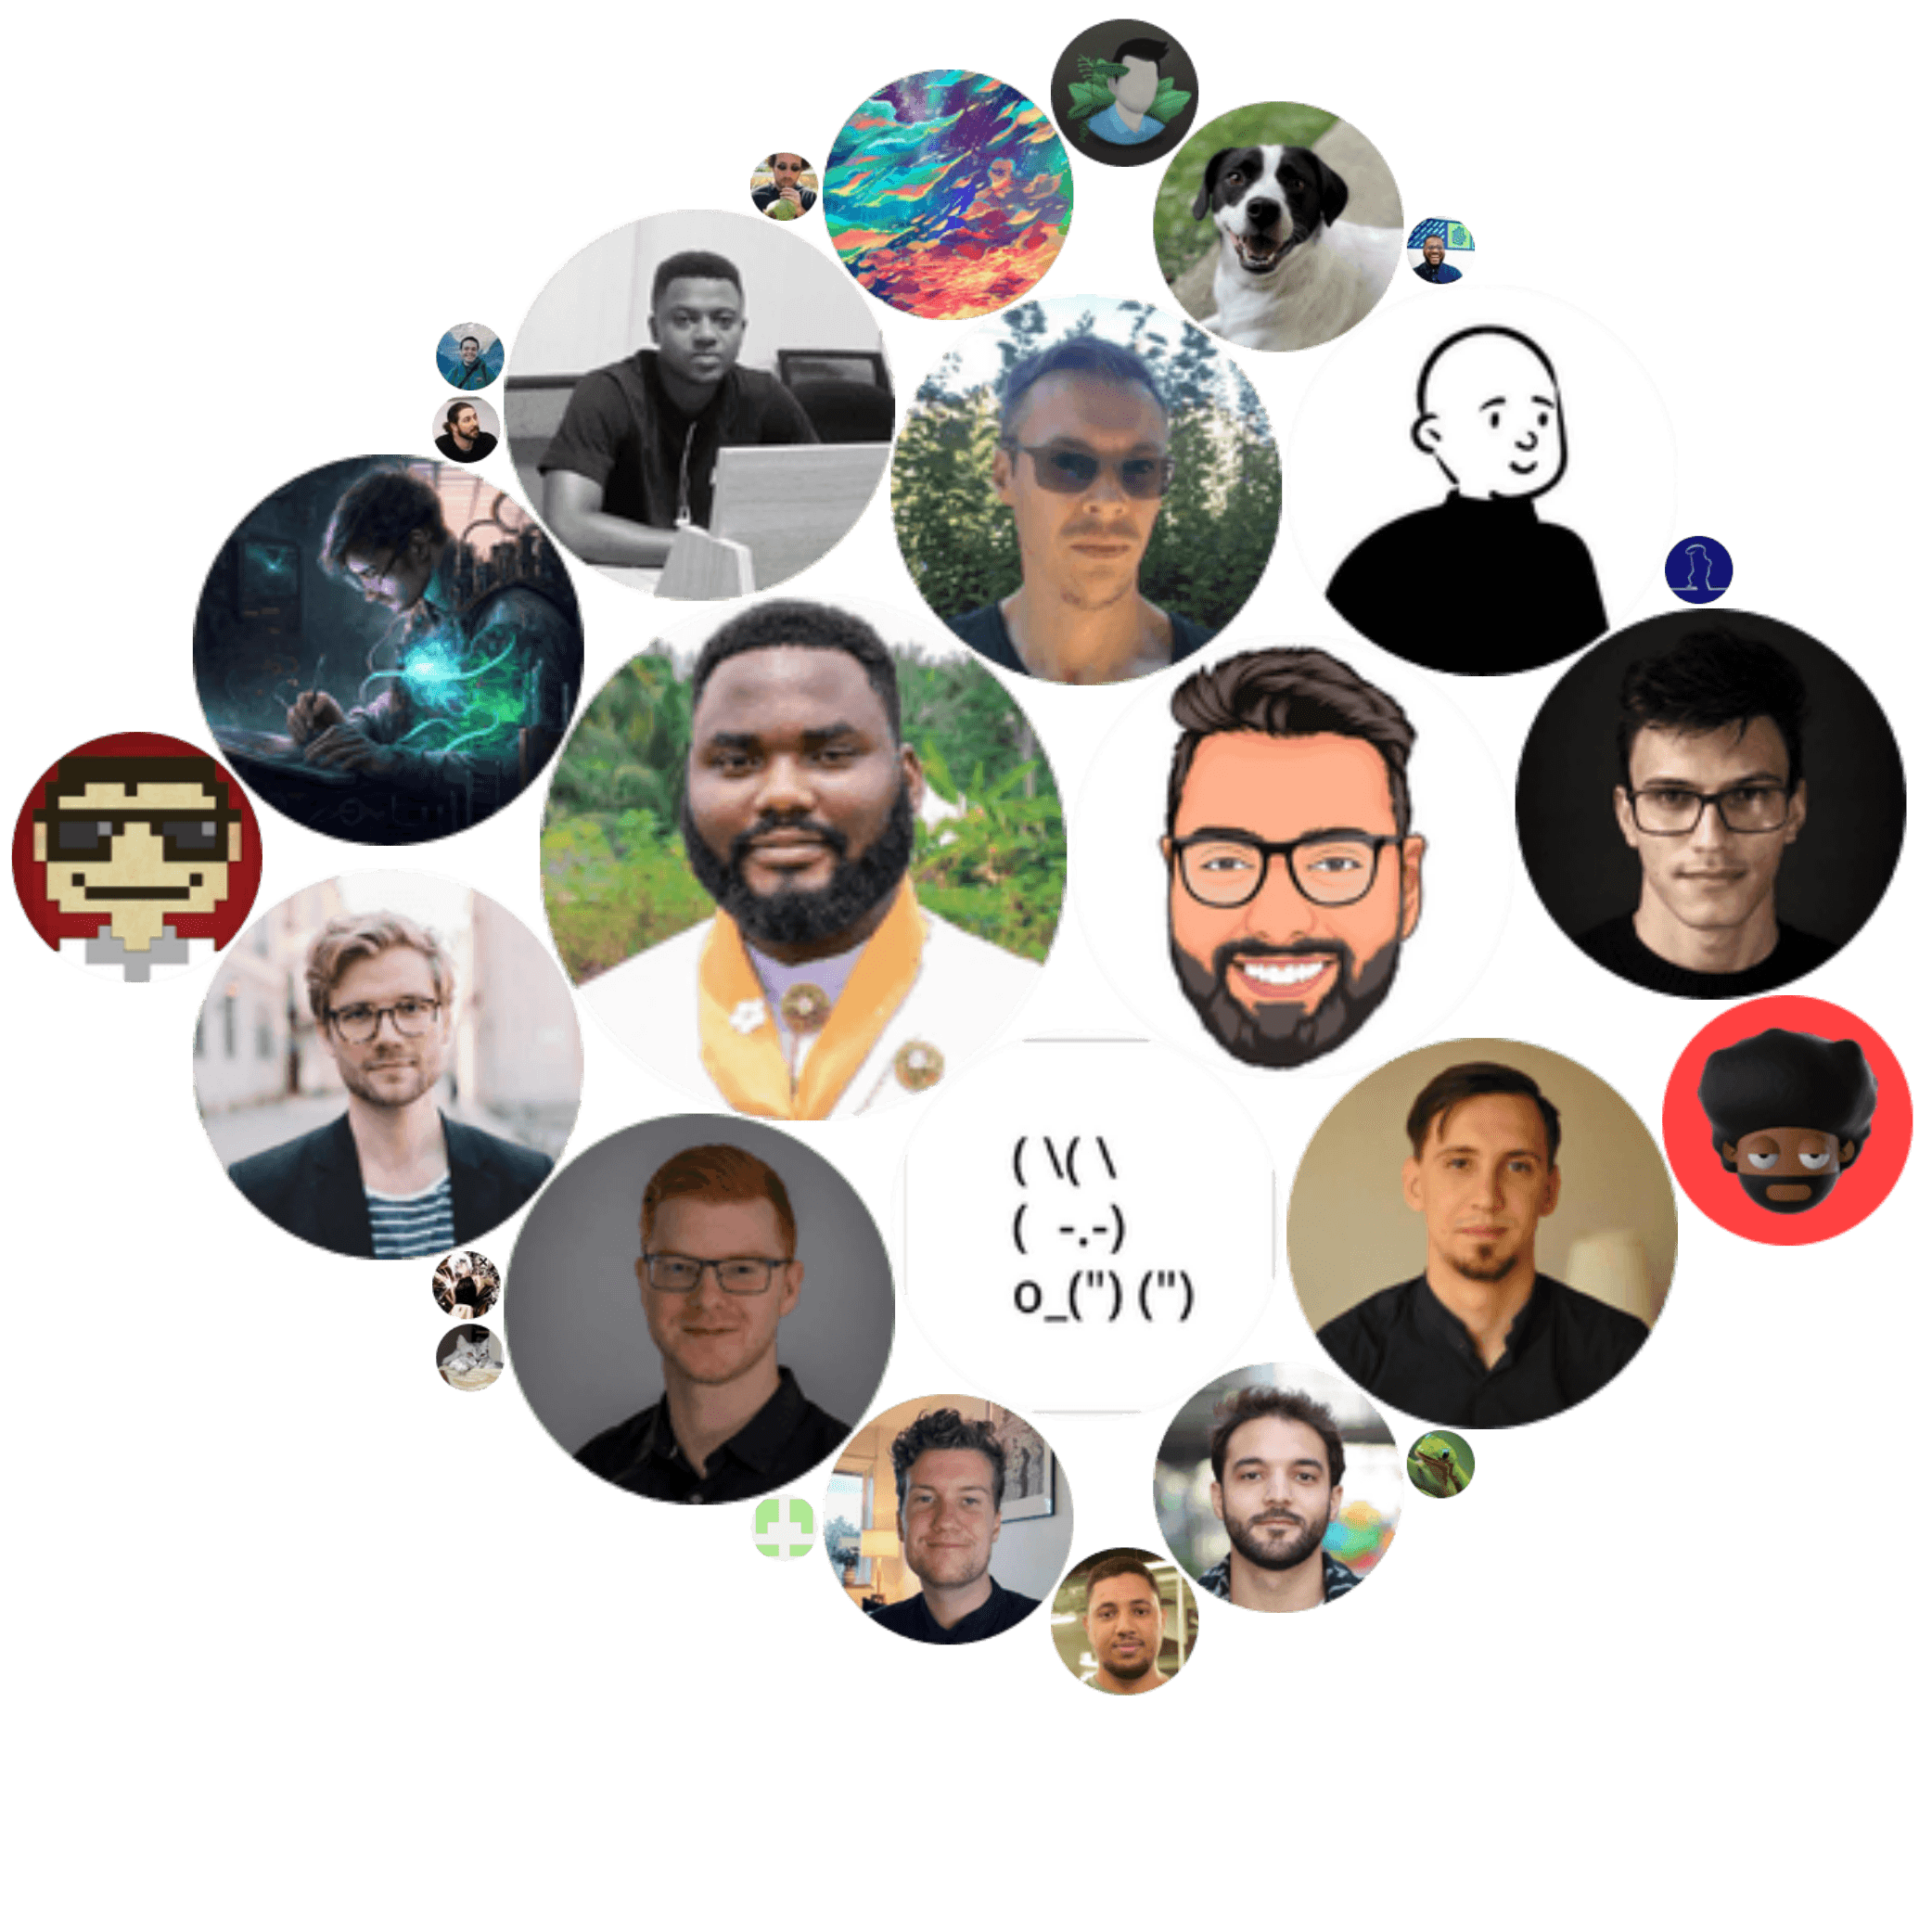 ( \( \
(  -.-)
o_(") (")